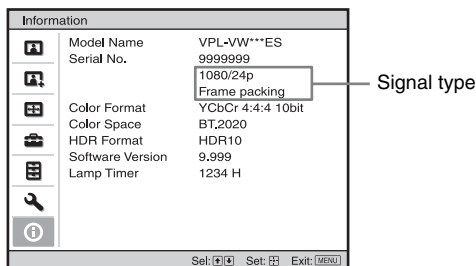 Information
Model Name VPL-VW***ES
Serial No. 9999999
1080/24p
Frame packing
Signal type
Color Format YCbCr 4:4:4 10bit
Color Space BT.2020
HDR Format HDR10
Software Version 9.999
Lamp Timer 1234 H
Sel: Set: Exit: MENU